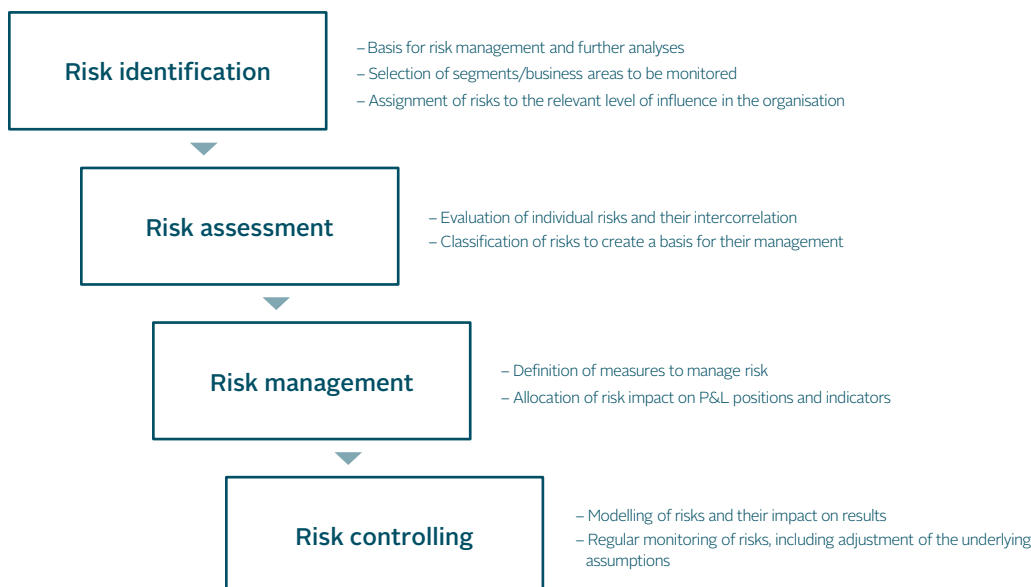 Risk identification
– Basis for risk management and further analyses
– Selection of segments/business areas to be monitored
– Assignment of risks to the relevant level of influence in the organisation
Risk assessment
– Evaluation of individual risks and their intercorrelation
– Classification of risks to create a basis for their management
Risk management
– Definition of measures to manage risk
– Allocation of risk impact on P&L positions and indicators
Risk controlling
– Modelling of risks and their impact on results
– Regular monitoring of risks, including adjustment of the underlying
assumptions